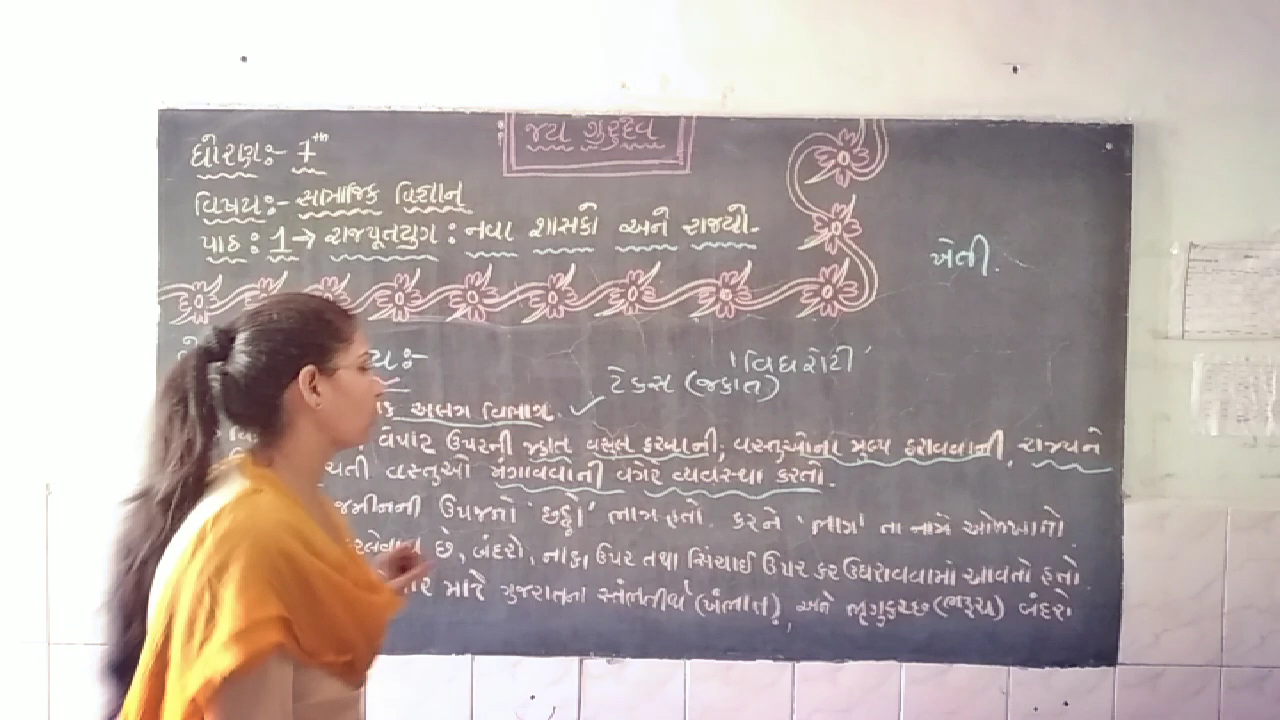 જય ગુરુદેવ
ધોરણ:- 7th
વિષય:- સામાજિક વિજ્ઞાન
પાઠ: 1 → રાજપૂતયુગ: નવા શાસકો અને રાજ્યો.
ખેતી.
'વિઘરોટી'
ટેક્સ (જકાત)
અલગ વિભાગ.
વેપાર ઉપરની જકાત વસૂલ કરવાની, વસ્તુઓના મૂલ્ય ઠરાવવાની, રાજ્યને
વસ્તુઓ મંગાવવાની વગેરે વ્યવસ્થા કરતો.
જમીનની ઉપજનો 'છઠ્ઠો' ભાગ હતો. કરને 'ભાગ' ના નામે ઓળખાતો.
છે, બંદરો, નાકા ઉપર તથા સિંચાઈ ઉપર કર ઉઘરાવવામાં આવતો હતો.
માટે ગુજરાતના સ્તંભતીર્થ (ખંભાત), અને ભૃગુકચ્છ (ભરૂચ) બંદરો